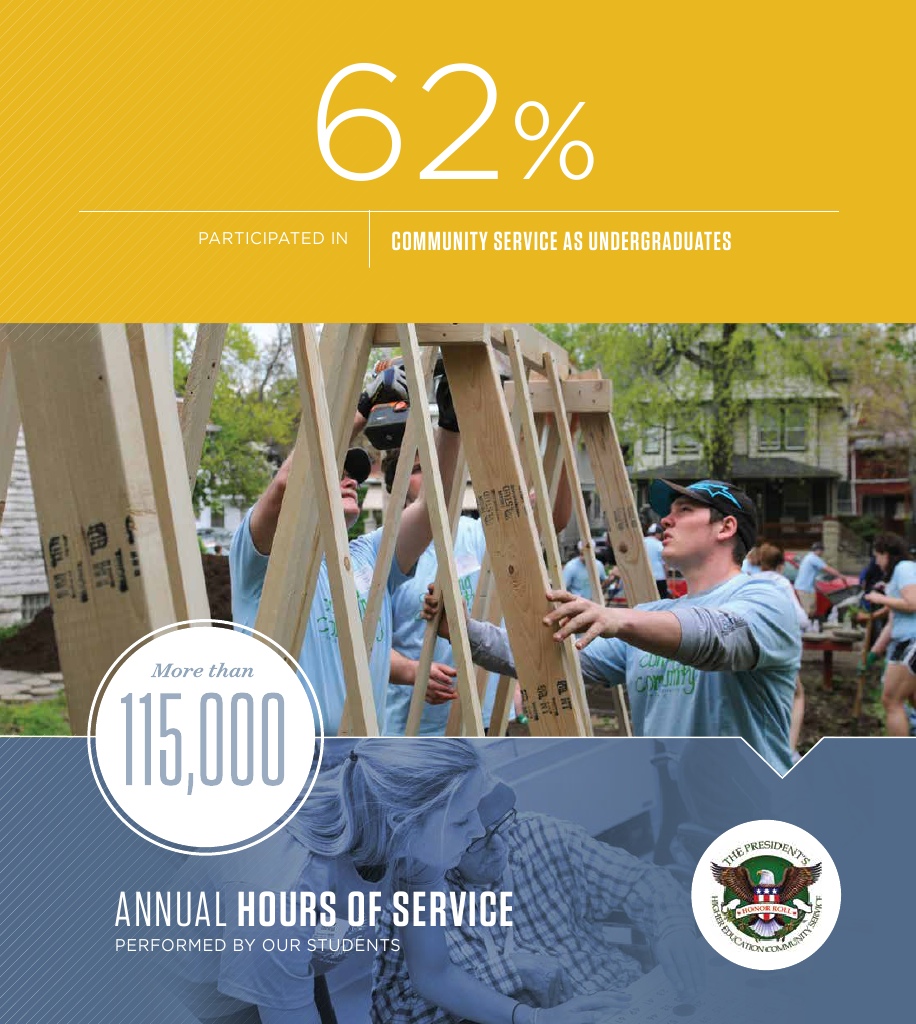 62%
PARTICIPATED IN
COMMUNITY SERVICE AS UNDERGRADUATES
More than
115,000
ANNUAL HOURS OF SERVICE
PERFORMED BY OUR STUDENTS
THE PRESIDENT'S
HONOR ROLL
HIGHER EDUCATION COMMUNITY SERVICE